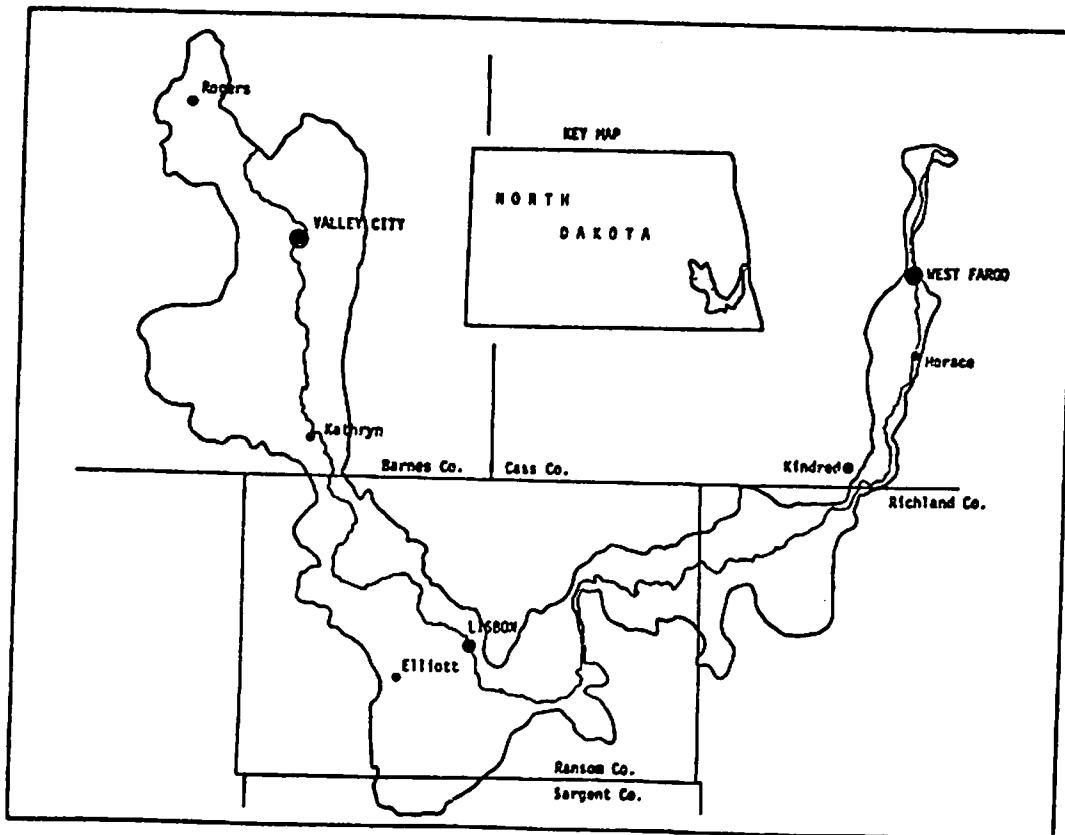 Rogers
KEY MAP
NORTH
DAKOTA
VALLEY CITY
WEST FARGO
Horace
Kathryn
Barnes Co.
Cass Co.
Kindred
Richland Co.
LISBON
Elliott
Ransom Co.
Sargent Co.